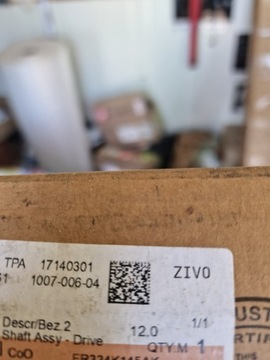 TPA 17140301
1007-006-04
ZIVO
Descr/Bez 2
Shaft Assy - Drive
12.0
1/1
QTY:M 1
CoO